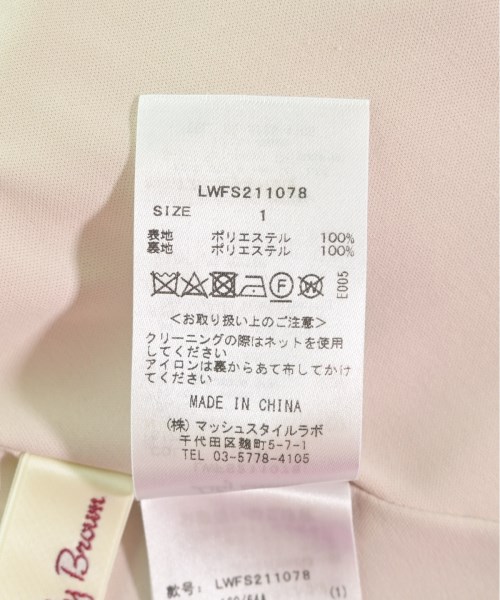 LWFS211078
SIZE 1
表地 ポリエステル 100%
裏地 ポリエステル 100%
F W E005
<お取り扱い上のご注意>
クリーニングの際はネットを使用
してください
アイロンは裏からあて布してかけ
てください
MADE IN CHINA
(株) マッシュスタイルラボ
千代田区麹町5-7-1
TEL 03-5778-4105
Brown
款号: LWFS211078
(1)